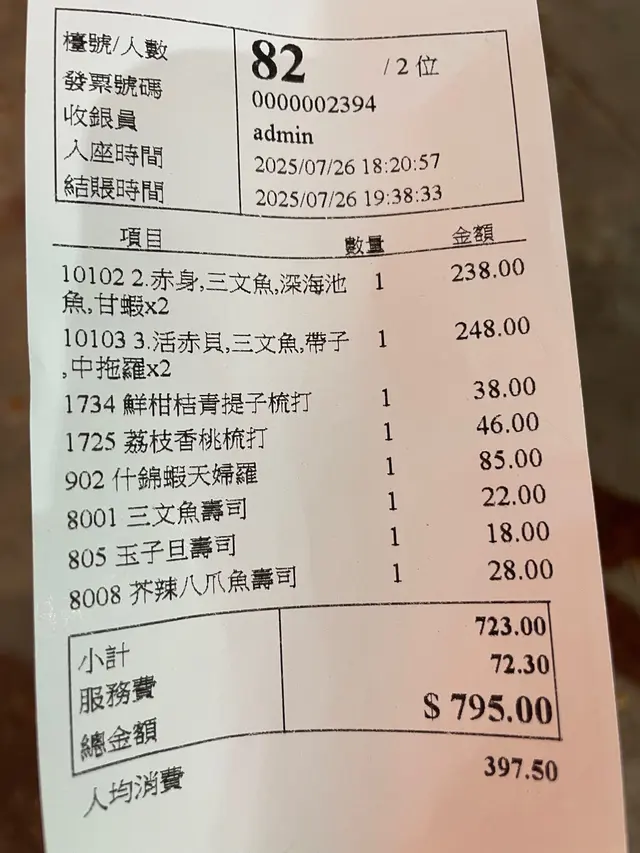 檯號/人數 82 /2 位
發票號碼 0000002394
收銀員 admin
入座時間 2025/07/26 18:20:57
結賬時間 2025/07/26 19:38:33
項目 數量 金額
10102 2.赤身,三文魚,深海池 1 238.00
魚,甘蝦x2
10103 3.活赤貝,三文魚,帶子 1 248.00
,中拖羅x2
1734 鮮柑桔青提子梳打 1 38.00
1725 荔枝香桃梳打 1 46.00
902 什錦蝦天婦羅 1 85.00
8001 三文魚壽司 1 22.00
805 玉子旦壽司 1 18.00
8008 芥辣八爪魚壽司 1 28.00
小計 723.00
服務費 72.30
總金額 $ 795.00
人均消費 397.50